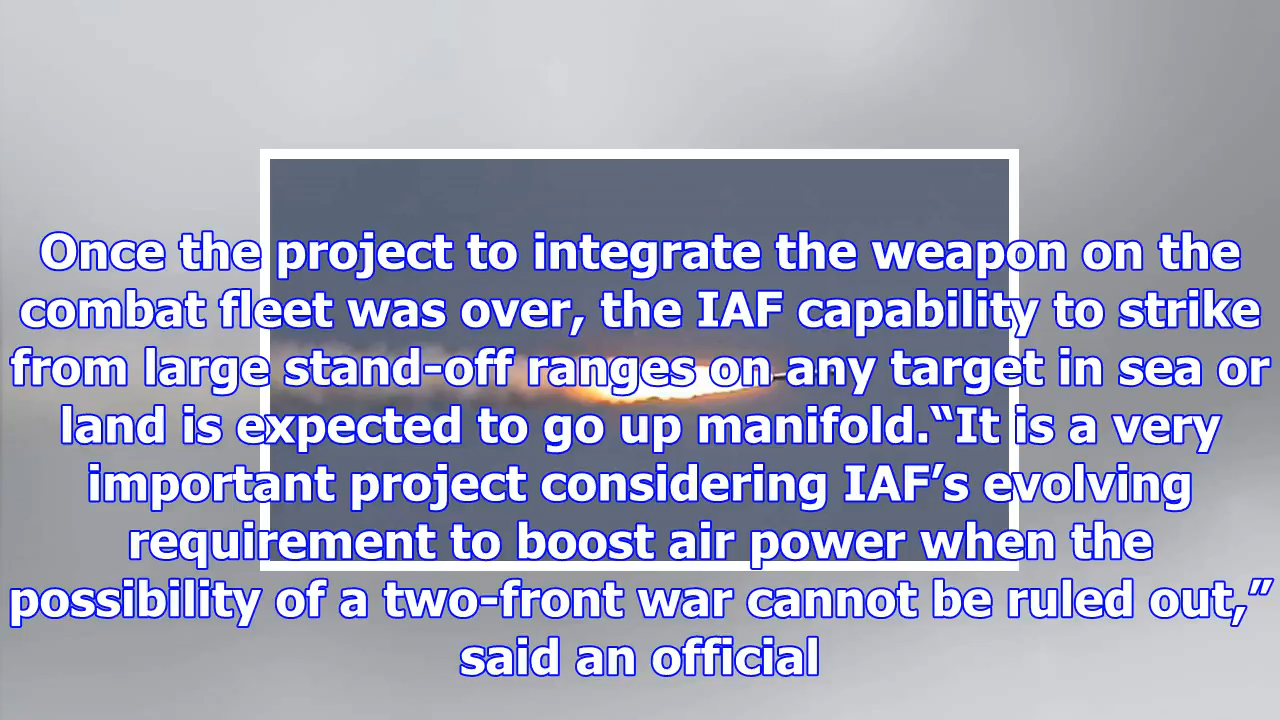 Once the project to integrate the weapon on the
combat fleet was over, the IAF capability to strike
from large stand-off ranges on any target in sea or
land is expected to go up manifold.“It is a very
important project considering IAF’s evolving
requirement to boost air power when the
possibility of a two-front war cannot be ruled out,”
said an official